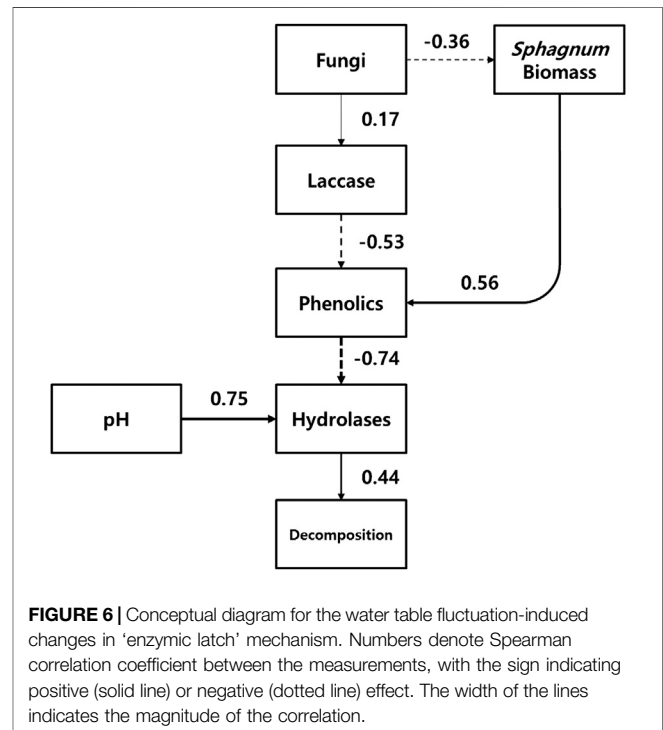 Fungi
-0.36
Sphagnum
Biomass
0.17
Laccase
-0.53
Phenolics
0.56
-0.74
pH
0.75
Hydrolases
0.44
Decomposition
FIGURE 6 | Conceptual diagram for the water table fluctuation-induced
changes in ‘enzymic latch’ mechanism. Numbers denote Spearman
correlation coefficient between the measurements, with the sign indicating
positive (solid line) or negative (dotted line) effect. The width of the lines
indicates the magnitude of the correlation.